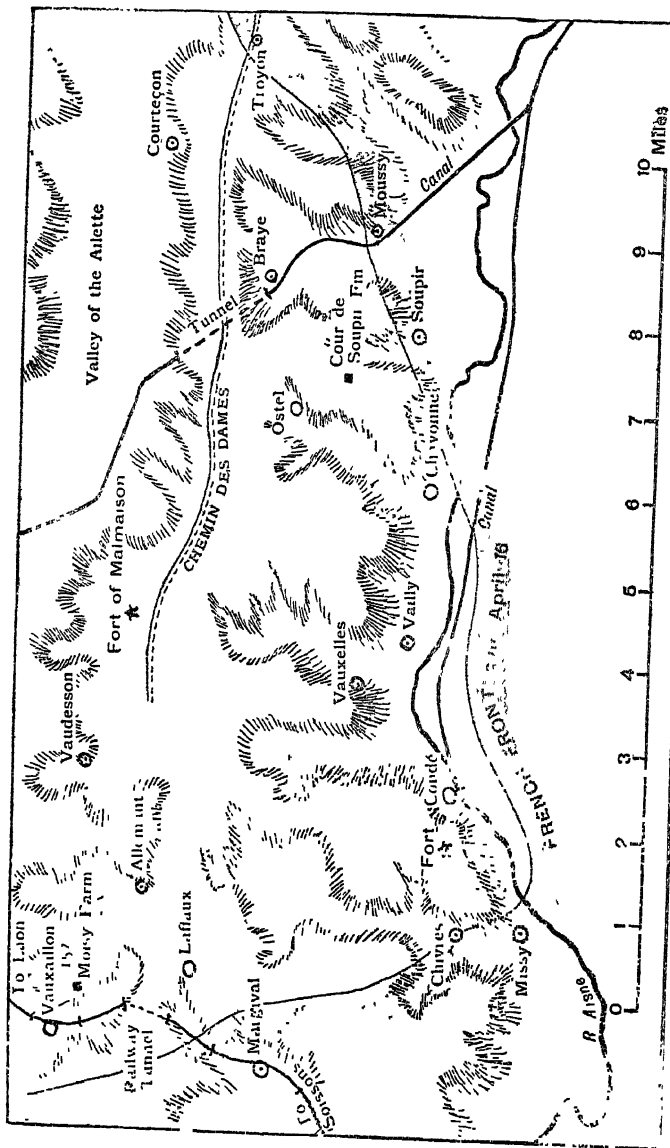 To Laon
Vauxaillon
Moisy Farm
Railway
Tunnel
Allemant
Laffaux
Margival
To
Soissons
Vaudesson
Fort of Malmaison
CHEMIN DES DAMES
Valley of the Ailette
Courteçon
Troyon
Tunnel
Braye
Ostel
Cour de
Soupir Fm
Moussy
Canal
Soupir
Chavonne
Vailly
Vauxelles
Fort
Condé
Chivres
Missy
Canal
FRENCH FRONT April 16
R Aisne
0 1 2 3 4 5 6 7 8 9 10 Miles